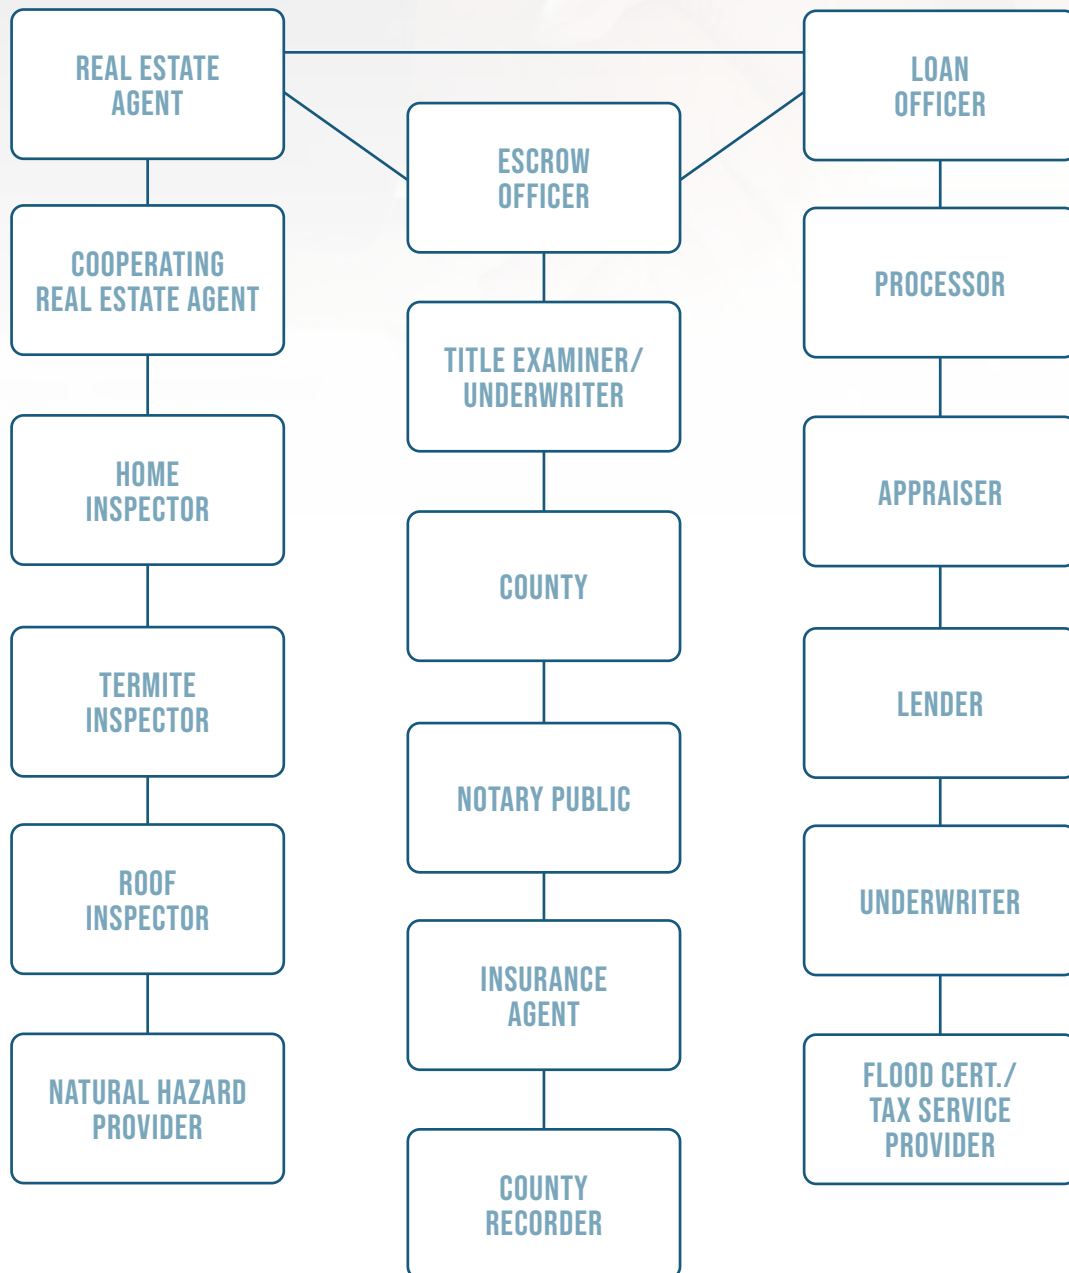 REAL ESTATE
AGENT
COOPERATING
REAL ESTATE AGENT
HOME
INSPECTOR
TERMITE
INSPECTOR
ROOF
INSPECTOR
NATURAL HAZARD
PROVIDER
ESCROW
OFFICER
TITLE EXAMINER/
UNDERWRITER
COUNTY
NOTARY PUBLIC
INSURANCE
AGENT
COUNTY
RECORDER
LOAN
OFFICER
PROCESSOR
APPRAISER
LENDER
UNDERWRITER
FLOOD CERT./
TAX SERVICE
PROVIDER